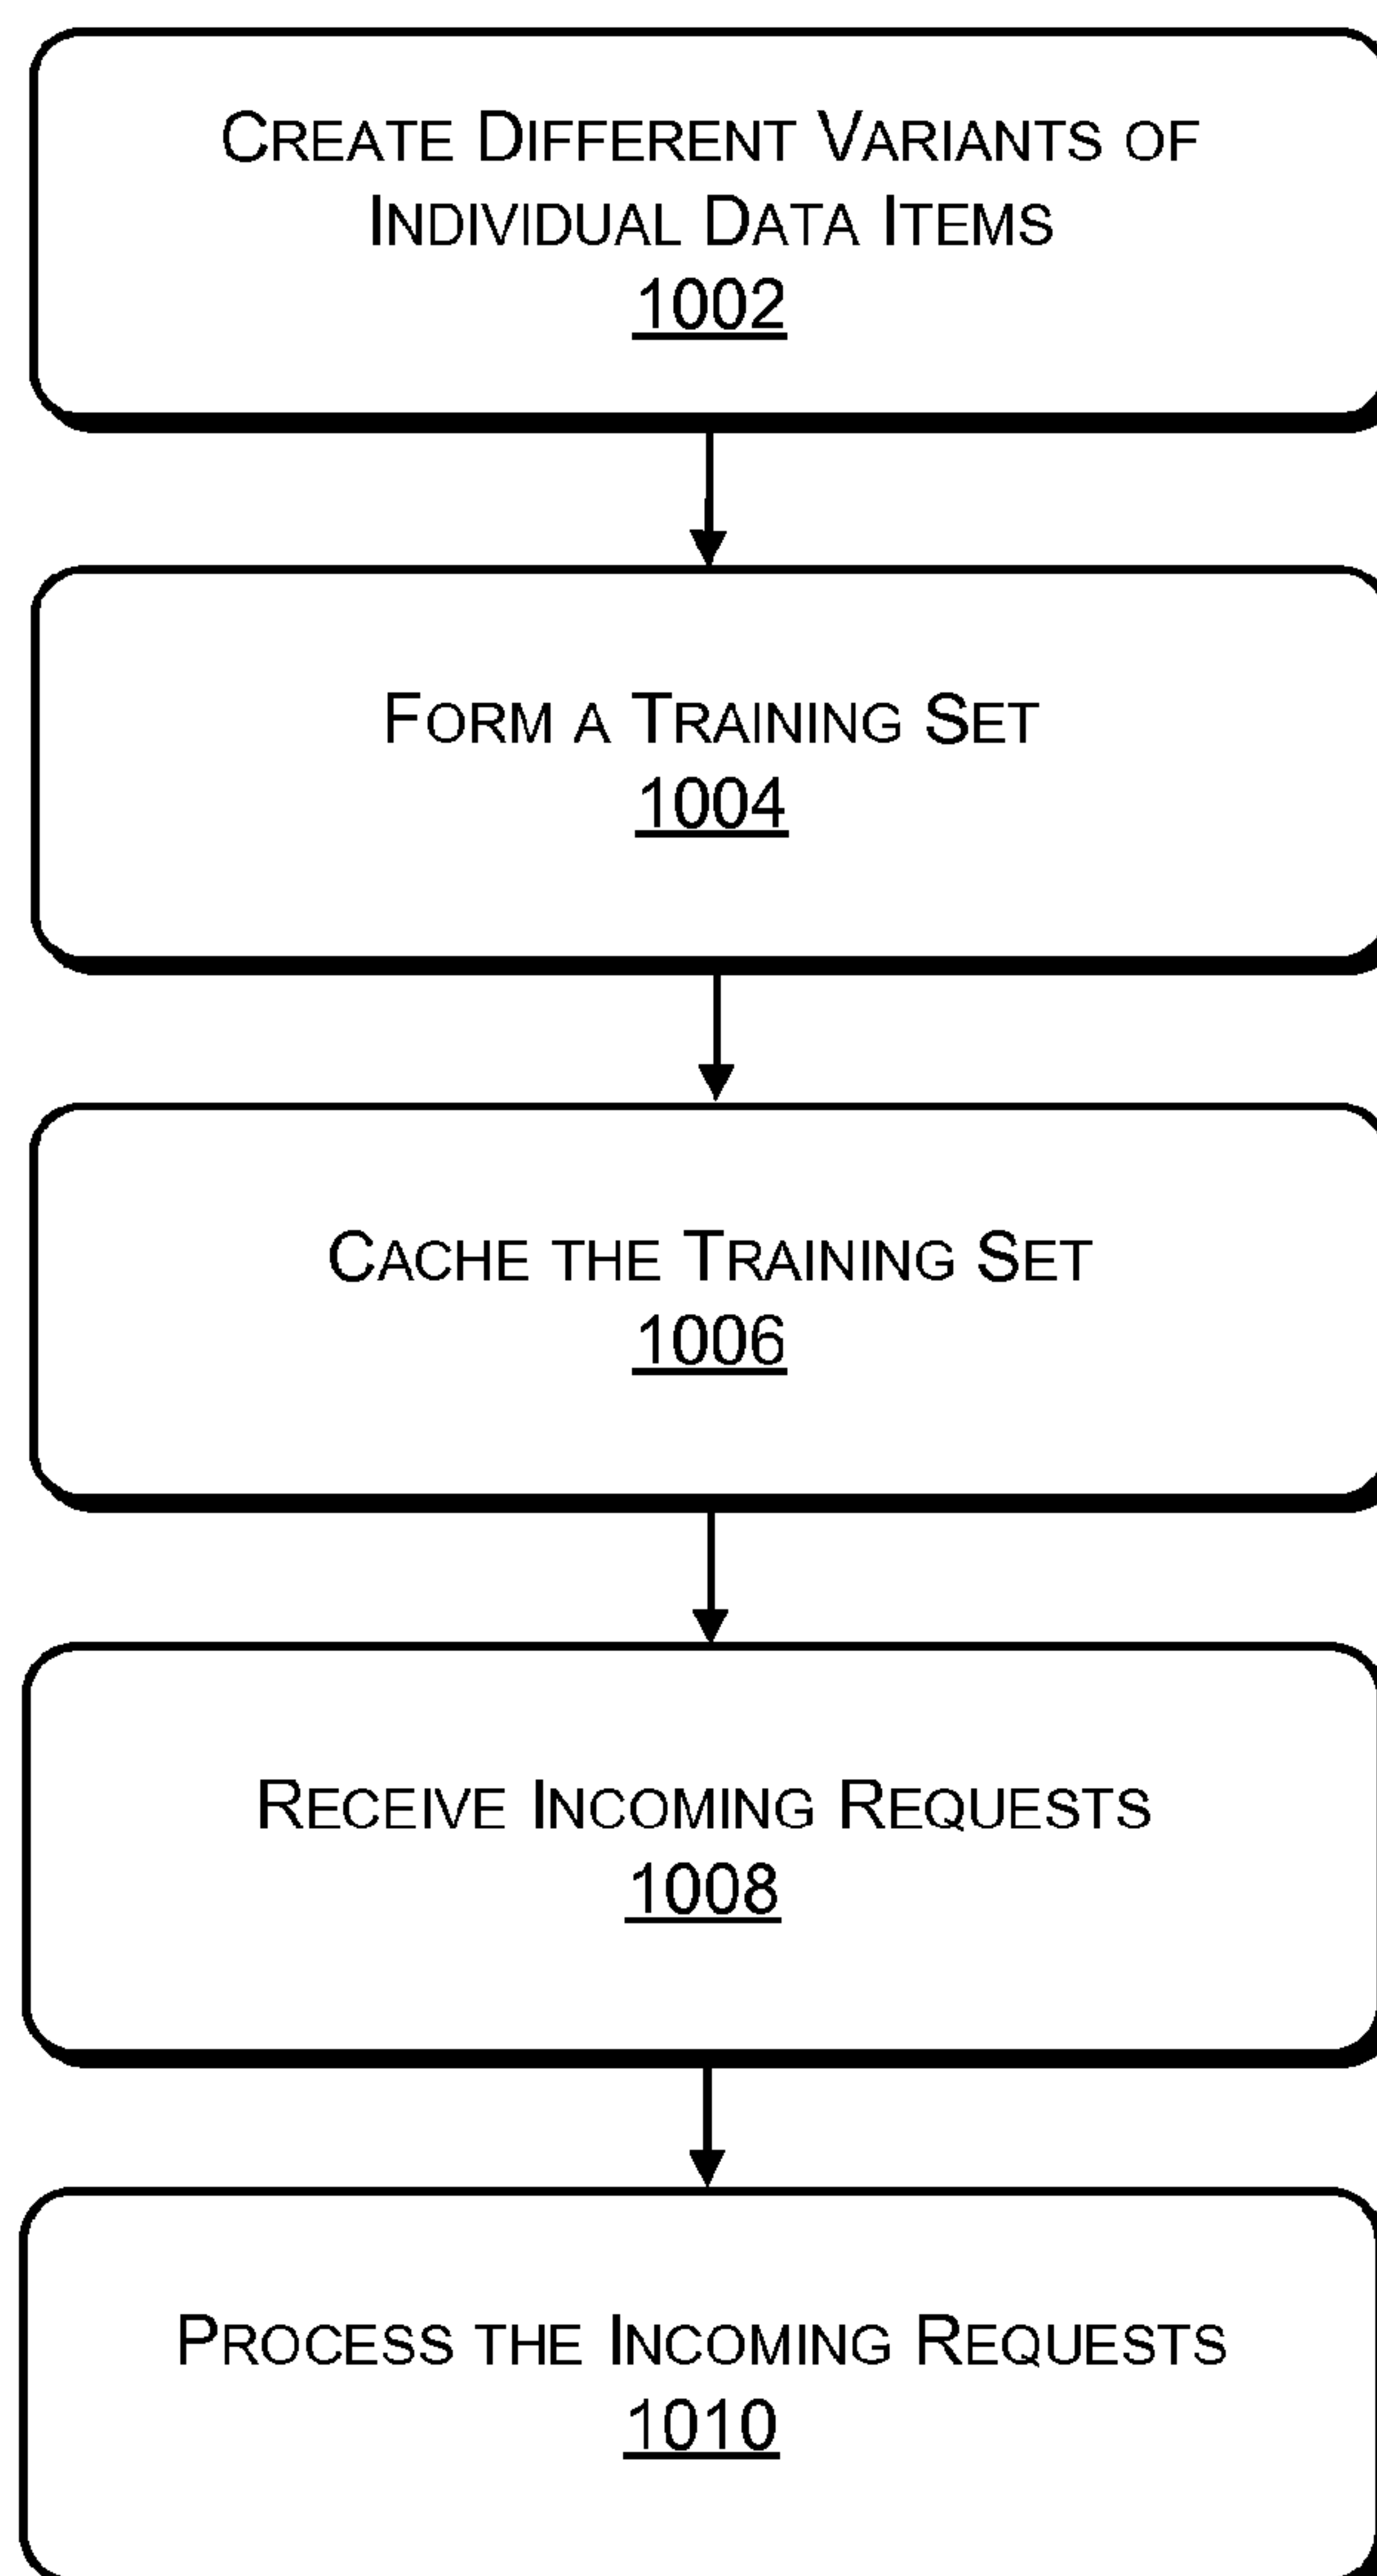 CREATE DIFFERENT VARIANTS OF
INDIVIDUAL DATA ITEMS
1002
FORM A TRAINING SET
1004
CACHE THE TRAINING SET
1006
RECEIVE INCOMING REQUESTS
1008
PROCESS THE INCOMING REQUESTS
1010